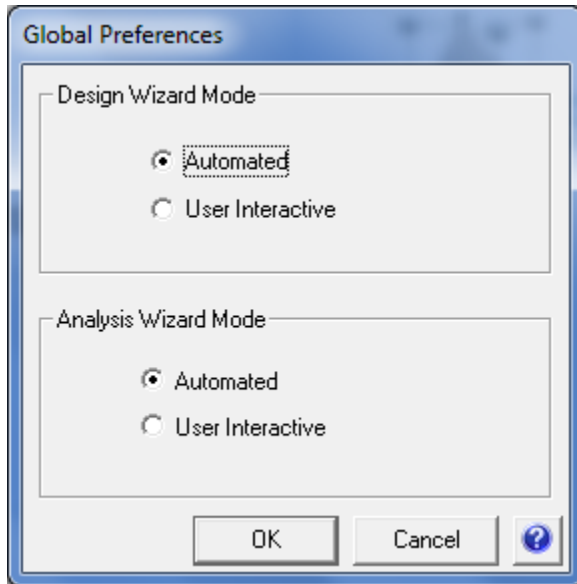 Global Preferences
Design Wizard Mode
Automated
User Interactive
Analysis Wizard Mode
Automated
User Interactive
OK
Cancel
?